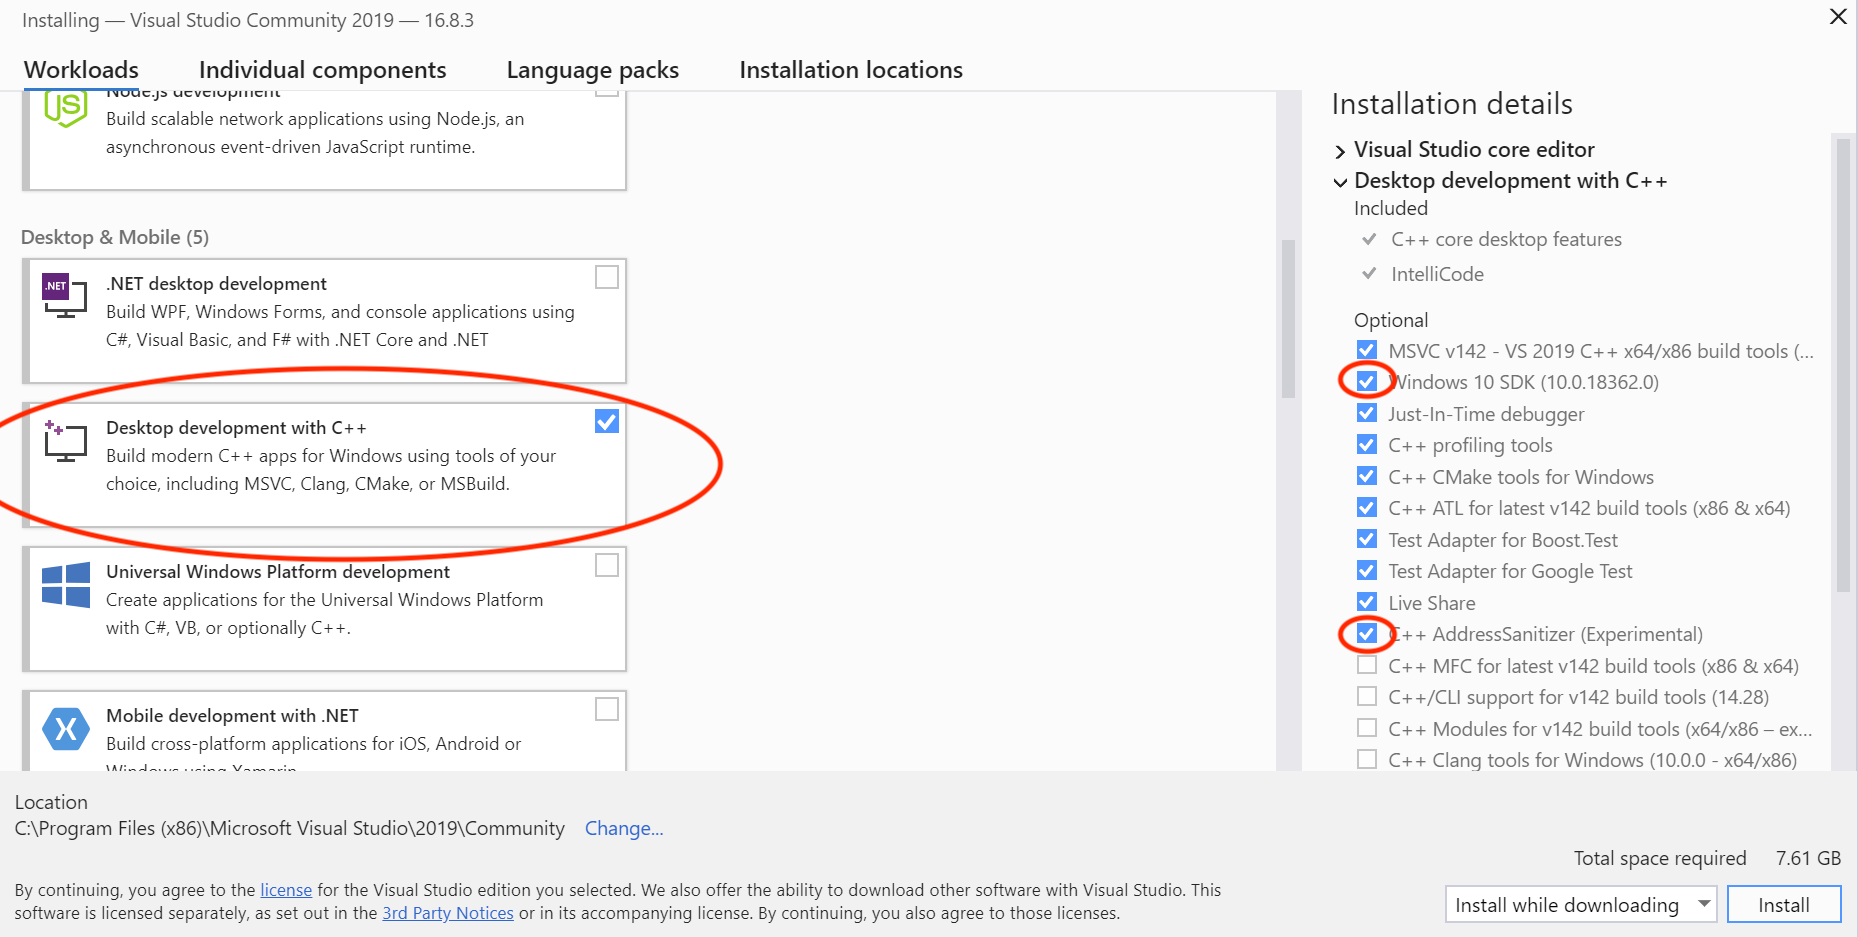 Installing — Visual Studio Community 2019 — 16.8.3
Workloads
Individual components
Language packs
Installation locations
Node.js development
Build scalable network applications using Node.js, an
asynchronous event-driven JavaScript runtime.
Desktop & Mobile (5)
.NET
.NET desktop development
Build WPF, Windows Forms, and console applications using
C#, Visual Basic, and F# with .NET Core and .NET
Desktop development with C++
Build modern C++ apps for Windows using tools of your
choice, including MSVC, Clang, CMake, or MSBuild.
Universal Windows Platform development
Create applications for the Universal Windows Platform
with C#, VB, or optionally C++.
Mobile development with .NET
Build cross-platform applications for iOS, Android or
Windows using Xamarin.
Installation details
Visual Studio core editor
Desktop development with C++
Included
C++ core desktop features
IntelliCode
Optional
MSVC v142 - VS 2019 C++ x64/x86 build tools (...
Windows 10 SDK (10.0.18362.0)
Just-In-Time debugger
C++ profiling tools
C++ CMake tools for Windows
C++ ATL for latest v142 build tools (x86 & x64)
Test Adapter for Boost.Test
Test Adapter for Google Test
Live Share
C++ AddressSanitizer (Experimental)
C++ MFC for latest v142 build tools (x86 & x64)
C++/CLI support for v142 build tools (14.28)
C++ Modules for v142 build tools (x64/x86 – ex...
C++ Clang tools for Windows (10.0.0 - x64/x86)
Location
C:\Program Files (x86)\Microsoft Visual Studio\2019\Community Change...
Total space required 7.61 GB
By continuing, you agree to the license for the Visual Studio edition you selected. We also offer the ability to download other software with Visual Studio. This
software is licensed separately, as set out in the 3rd Party Notices or in its accompanying license. By continuing, you also agree to those licenses.
Install while downloading
Install